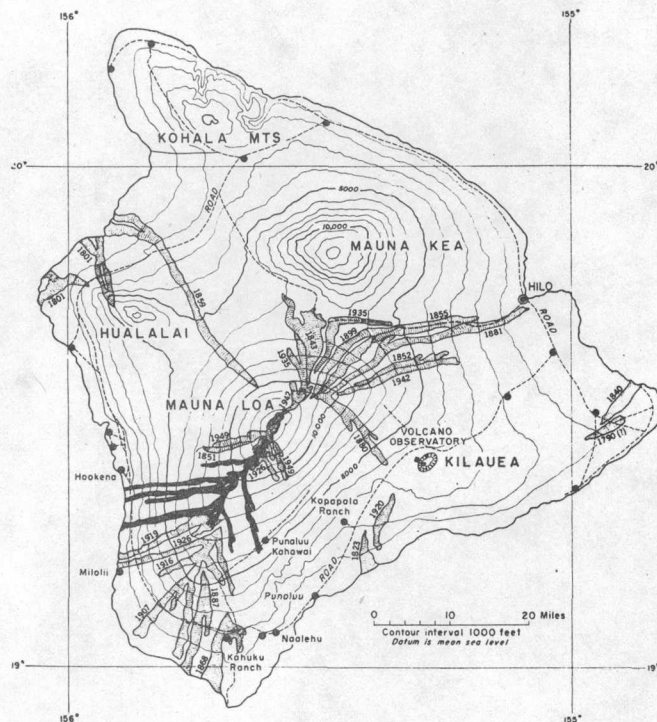 156°
155°
KOHALA MTS
20°
20°
ROAD
8000
10,000
MAUNA KEA
1801
1801
1859
HILO
HUALALAI
1935
1855
1899
1881
1843
ROAD
1935
1852
1942
MAUNA LOA
1840
10,000
1949
VOLCANO
OBSERVATORY
1790 (?)
1851
1880
1949
1926
KILAUEA
8000
Hookena
Kapapala
Ranch
1920
1919
1926
Punaluu
Kahawai
1916
ROAD
1823
Milolii
1887
Punaluu
1907
0 10 20 Miles
Naalehu
Contour interval 1000 feet
Datum is mean sea level
Kahuku
Ranch
1868
19°
19°
156°
155°